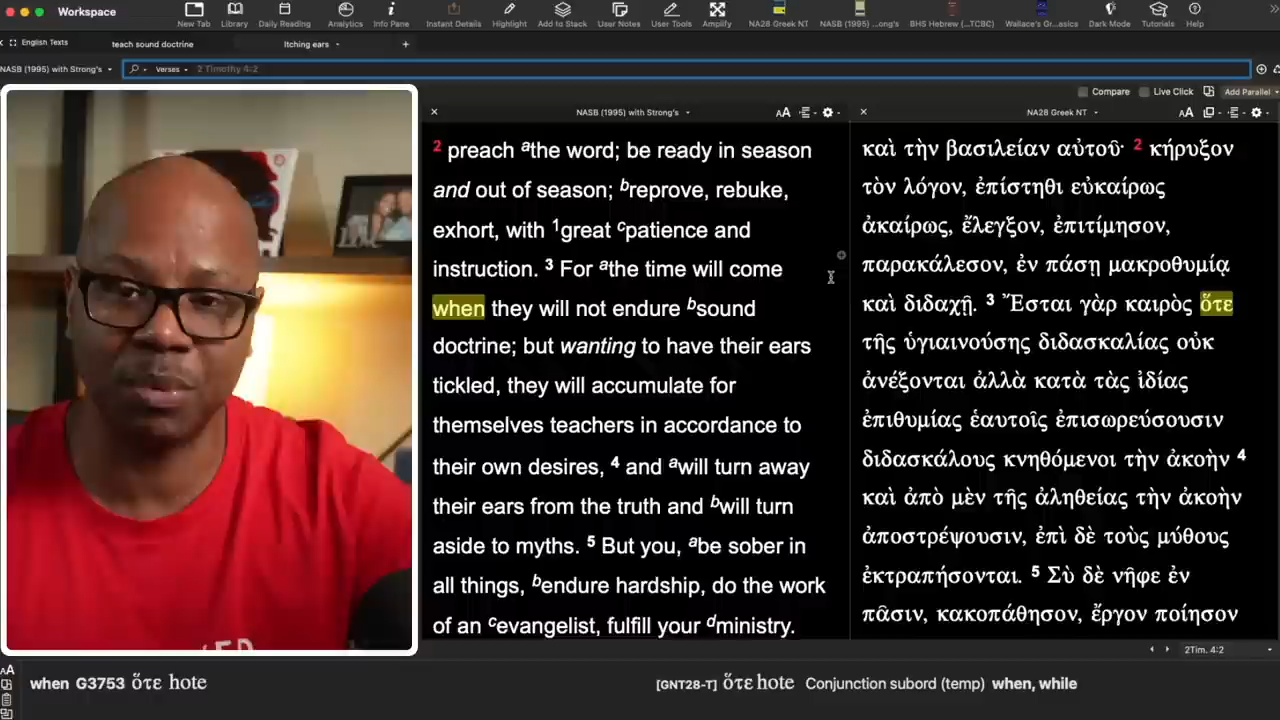 Workspace
New Tab
Library
Daily Reading
Analytics
Info Pane
Instant Details
Highlight
Add to Stack
User Notes
User Tools
Amplify
NA28 Greek NT
NASB (1995) ...ong's
BHS Hebrew (...TCBC)
Wallace's Gr...asics
Dark Mode
Tutorials
Help
English Texts
teach sound doctrine
Itching ears
NASB (1995) with Strong's
Verses
2 Timothy 4:2
Compare
Live Click
Add Parallel
NASB (1995) with Strong's
2 preach athe word; be ready in season
and out of season; breprove, rebuke,
exhort, with 1great cpatience and
instruction. 3 For athe time will come
when they will not endure bsound
doctrine; but wanting to have their ears
tickled, they will accumulate for
themselves teachers in accordance to
their own desires, 4 and awill turn away
their ears from the truth and bwill turn
aside to myths. 5 But you, abe sober in
all things, bendure hardship, do the work
of an cevangelist, fulfill your dministry.
NA28 Greek NT
καὶ τὴν βασιλείαν αὐτοῦ· 2 κήρυξον
τὸν λόγον, ἐπίστηθι εὐκαίρως
ἀκαίρως, ἔλεγξον, ἐπιτίμησον,
παρακάλεσον, ἐν πάσῃ μακροθυμίᾳ
καὶ διδαχῇ. 3 Ἔσται γὰρ καιρὸς ὅτε
τῆς ὑγιαινούσης διδασκαλίας οὐκ
ἀνέξονται ἀλλὰ κατὰ τὰς ἰδίας
ἐπιθυμίας ἑαυτοῖς ἐπισωρεύσουσιν
διδασκάλους κνηθόμενοι τὴν ἀκοὴν 4
καὶ ἀπὸ μὲν τῆς ἀληθείας τὴν ἀκοὴν
ἀποστρέψουσιν, ἐπὶ δὲ τοὺς μύθους
ἐκτραπήσονται. 5 Σὺ δὲ νῆφε ἐν
πᾶσιν, κακοπάθησον, ἔργον ποίησον
2Tim. 4:2
when G3753 ὅτε hote
[GNT28-T] ὅτε hote Conjunction subord (temp) when, while